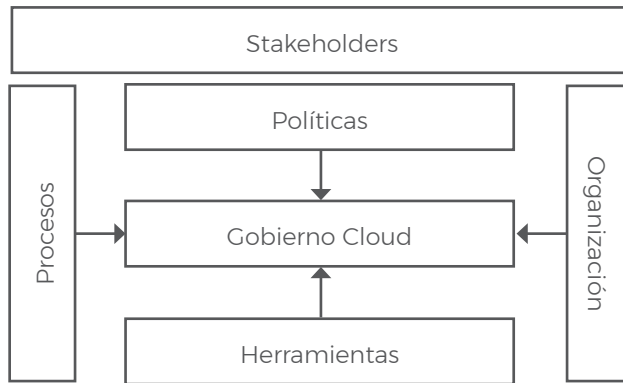 Stakeholders
Políticas
Procesos
Gobierno Cloud
Organización
Herramientas